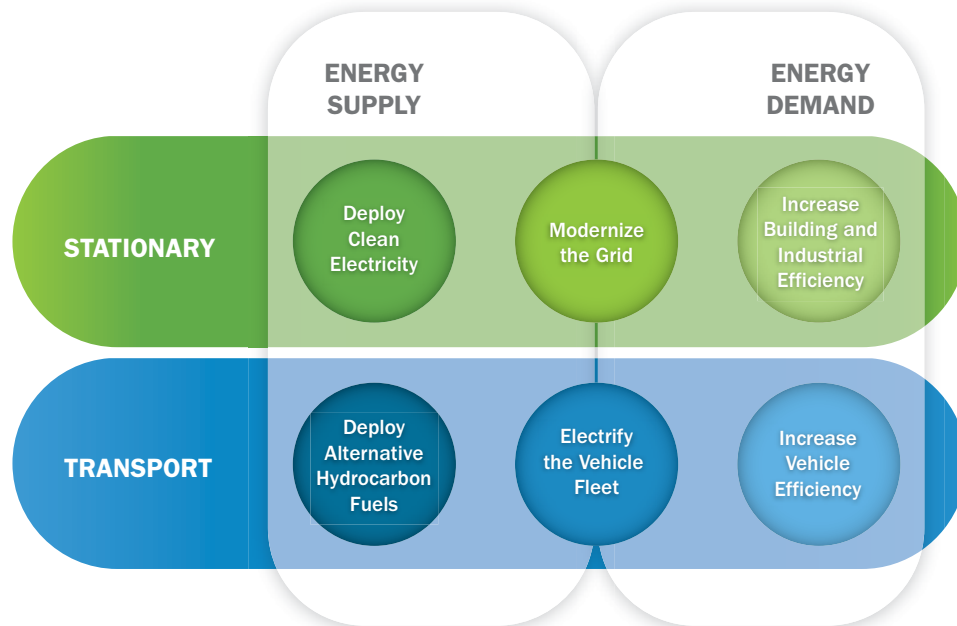 ENERGY
SUPPLY
ENERGY
DEMAND
STATIONARY
Deploy
Clean
Electricity
Modernize
the Grid
Increase
Building and
Industrial
Efficiency
TRANSPORT
Deploy
Alternative
Hydrocarbon
Fuels
Electrify
the Vehicle
Fleet
Increase
Vehicle
Efficiency